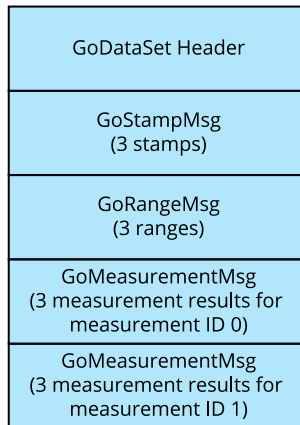 GoDataSet Header
GoStampMsg
(3 stamps)
GoRangeMsg
(3 ranges)
GoMeasurementMsg
(3 measurement results for
measurement ID 0)
GoMeasurementMsg
(3 measurement results for
measurement ID 1)